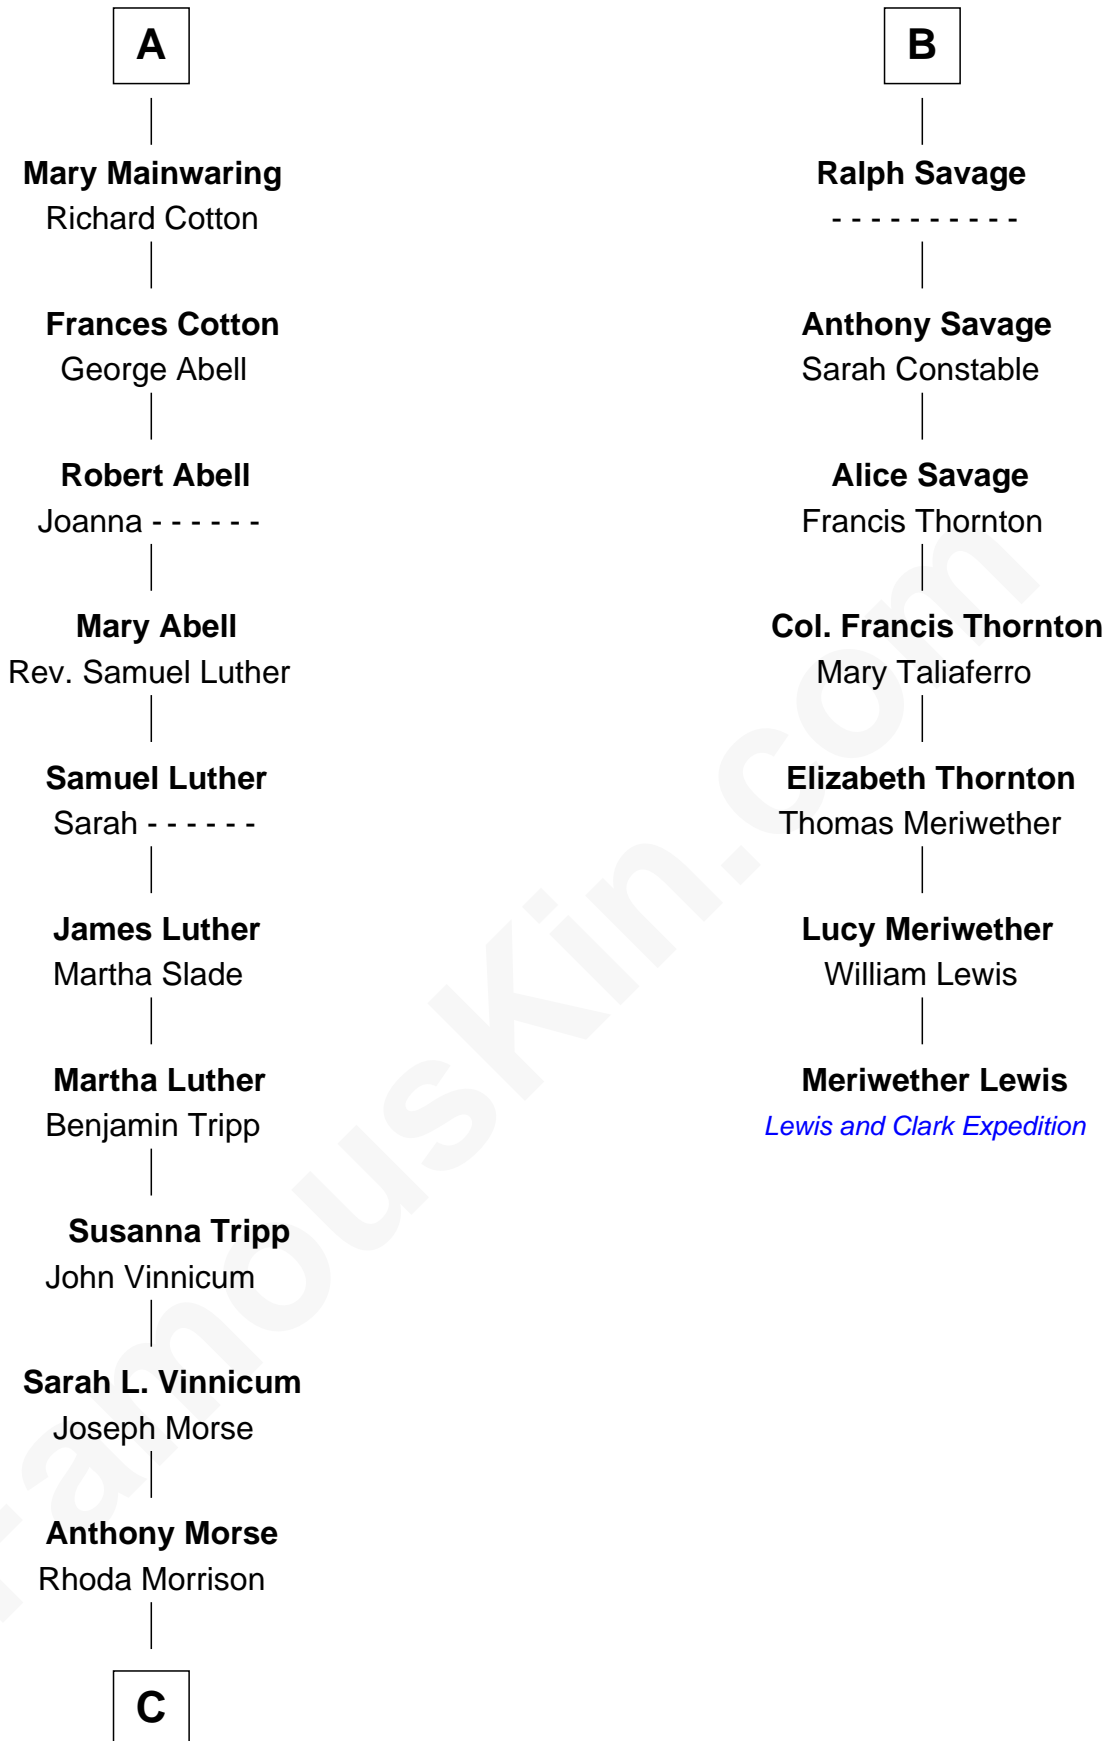 A
Mary Mainwaring
Richard Cotton
Frances Cotton
George Abell
Robert Abell
Joanna - - - - - -
Mary Abell
Rev. Samuel Luther
Samuel Luther
Sarah - - - - - -
James Luther
Martha Slade
Martha Luther
Benjamin Tripp
Susanna Tripp
John Vinnicum
Sarah L. Vinnicum
Joseph Morse
Anthony Morse
Rhoda Morrison
C
B
Ralph Savage
- - - - - - - - - -
Anthony Savage
Sarah Constable
Alice Savage
Francis Thornton
Col. Francis Thornton
Mary Taliaferro
Elizabeth Thornton
Thomas Meriwether
Lucy Meriwether
William Lewis
Meriwether Lewis
Lewis and Clark Expedition
FamousKin.com